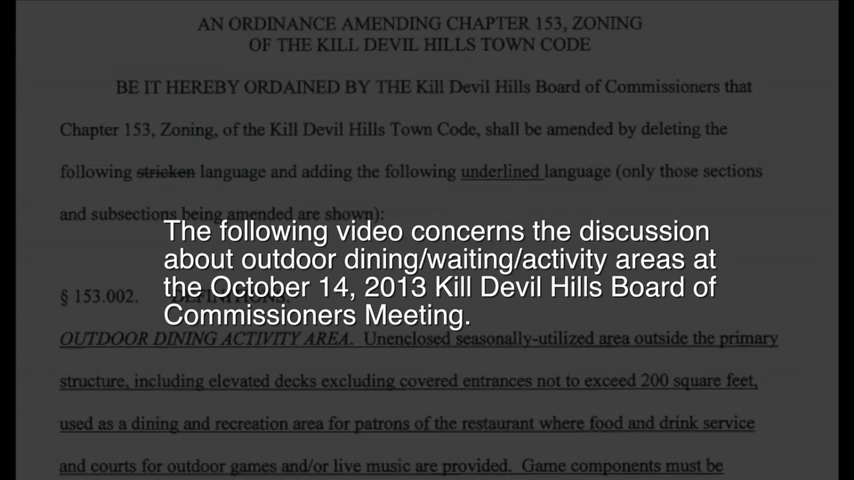 AN ORDINANCE AMENDING CHAPTER 153, ZONING
OF THE KILL DEVIL HILLS TOWN CODE
BE IT HEREBY ORDAINED BY THE Kill Devil Hills Board of Commissioners that
Chapter 153, Zoning, of the Kill Devil Hills Town Code, shall be amended by deleting the
following stricken language and adding the following underlined language (only those sections
and subsections being amended are shown):
The following video concerns the discussion
about outdoor dining/waiting/activity areas at
the October 14, 2013 Kill Devil Hills Board of
Commissioners Meeting.
§ 153.002. DEFINITIONS.
OUTDOOR DINING ACTIVITY AREA. Unenclosed seasonally-utilized area outside the primary
structure, including elevated decks excluding covered entrances not to exceed 200 square feet,
used as a dining and recreation area for patrons of the restaurant where food and drink service
and courts for outdoor games and/or live music are provided. Game components must be